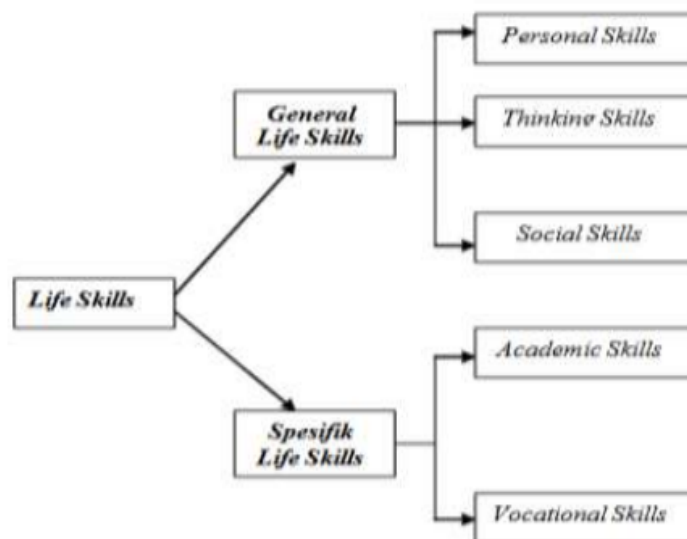 Personal Skills
General
Life Skills
Thinking Skills
Social Skills
Life Skills
Academic Skills
Spesifik
Life Skills
Vocational Skills